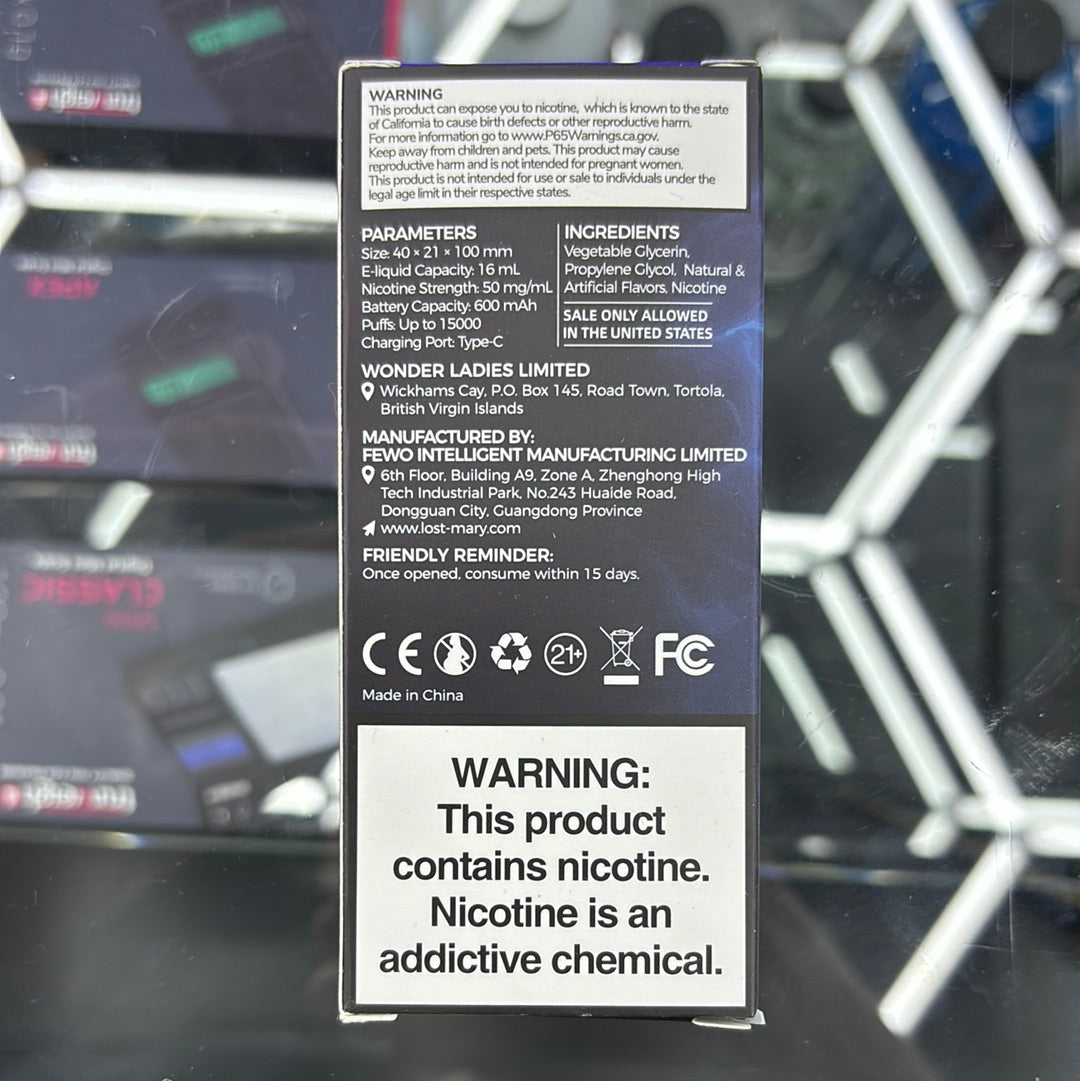 WARNING
This product can expose you to nicotine, which is known to the state
of California to cause birth defects or other reproductive harm.
For more information go to www.P65Warnings.ca.gov.
Keep away from children and pets. This product may cause
reproductive harm and is not intended for pregnant women.
This product is not intended for use or sale to individuals under the
legal age limit in their respective states.
PARAMETERS
Size: 40 × 21 × 100 mm
E-liquid Capacity: 16 mL
Nicotine Strength: 50 mg/mL
Battery Capacity: 600 mAh
Puffs: Up to 15000
Charging Port: Type-C
INGREDIENTS
Vegetable Glycerin,
Propylene Glycol, Natural &
Artificial Flavors, Nicotine
SALE ONLY ALLOWED
IN THE UNITED STATES
WONDER LADIES LIMITED
Wickhams Cay, P.O. Box 145, Road Town, Tortola,
British Virgin Islands
MANUFACTURED BY:
FEWO INTELLIGENT MANUFACTURING LIMITED
6th Floor, Building A9, Zone A, Zhenghong High
Tech Industrial Park, No.243 Huaide Road,
Dongguan City, Guangdong Province
www.lost-mary.com
FRIENDLY REMINDER:
Once opened, consume within 15 days.
CE 21+ FC
Made in China
WARNING:
This product
contains nicotine.
Nicotine is an
addictive chemical.
APEX
CLASSIC